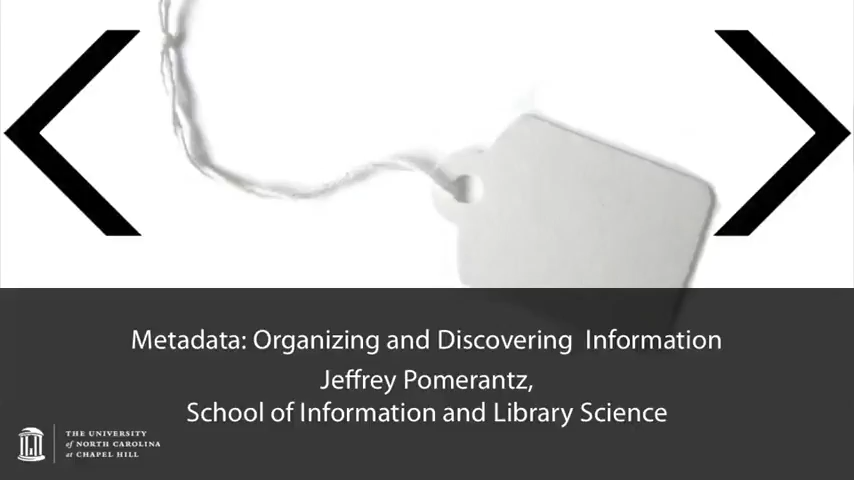 Metadata: Organizing and Discovering  Information
Jeffrey Pomerantz,
School of Information and Library Science
THE UNIVERSITY
of NORTH CAROLINA
at CHAPEL HILL